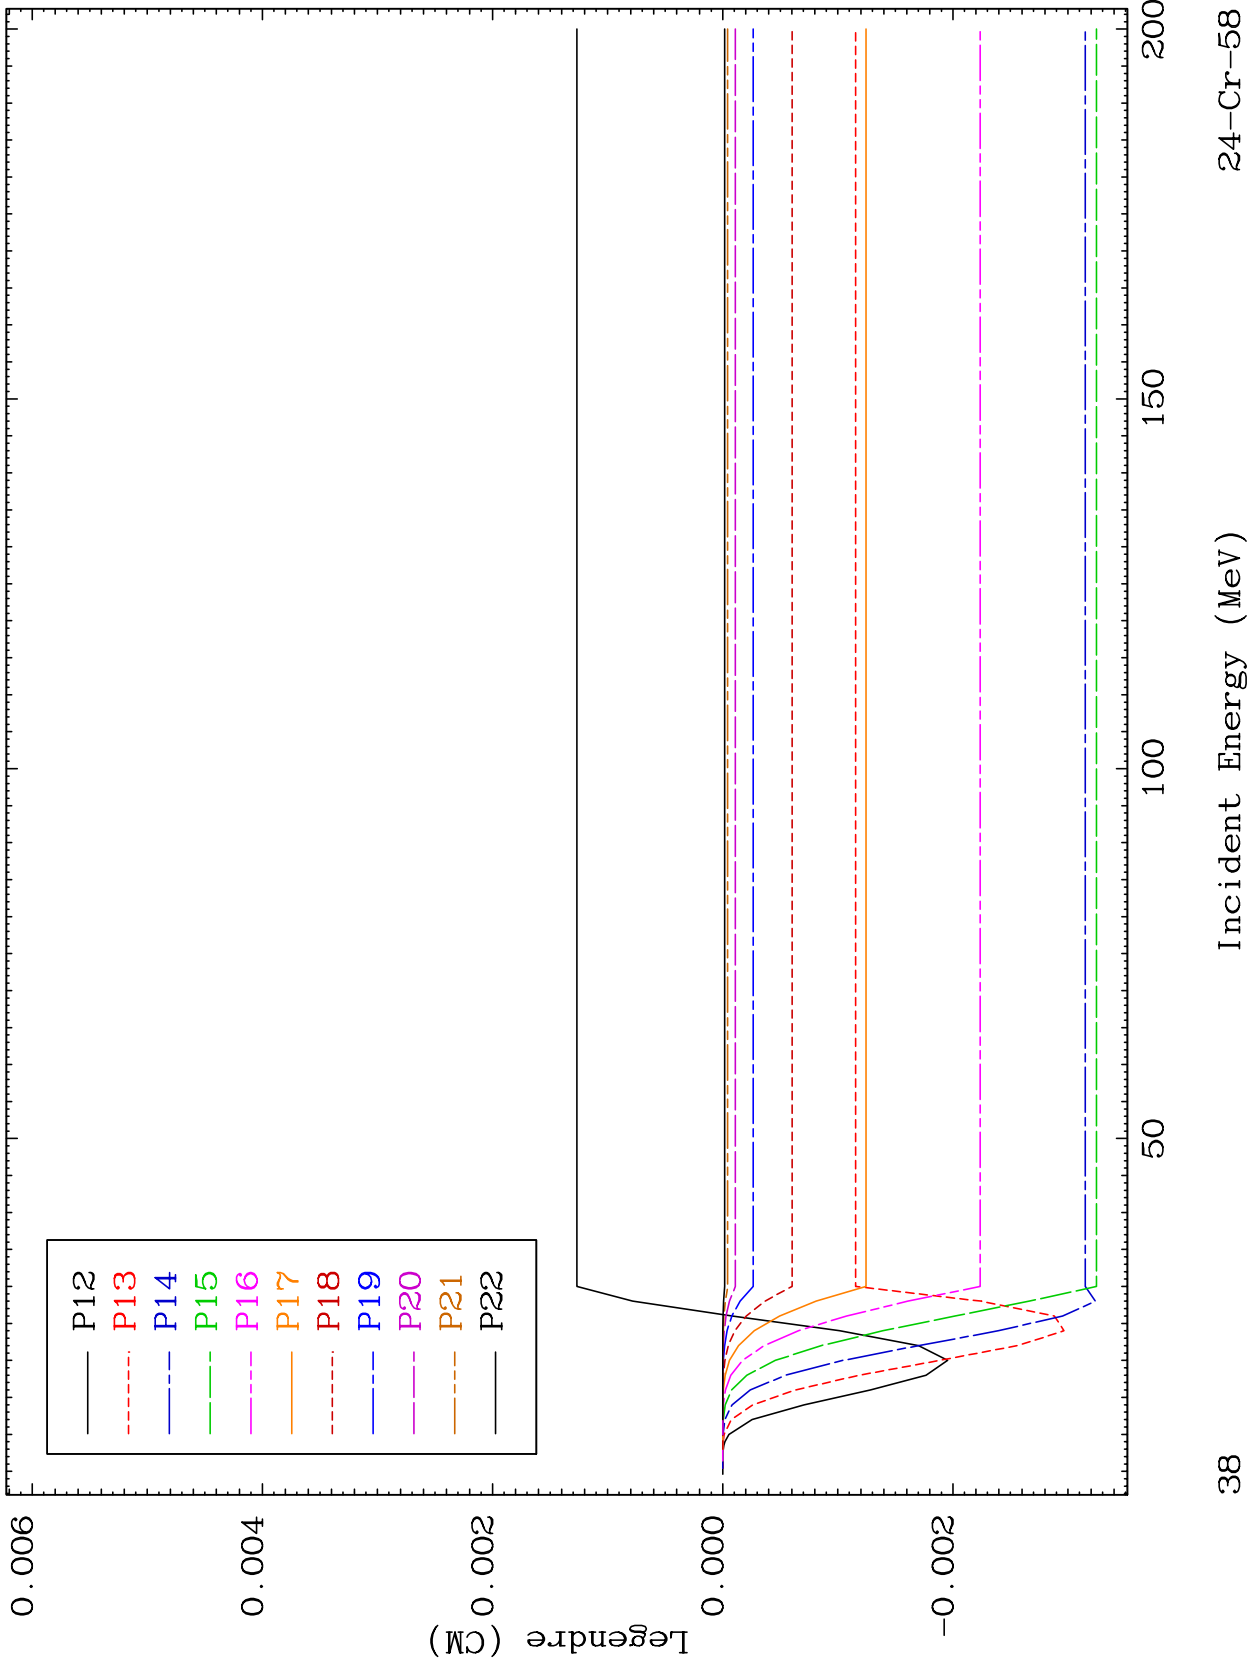 P12
P13
P14
P15
P16
P17
P18
P19
P20
P21
P22
0.006
0.004
0.002
0.000
-0.002
Legendre (CM)
50
100
150
200
Incident Energy (MeV)
38
24-Cr-58